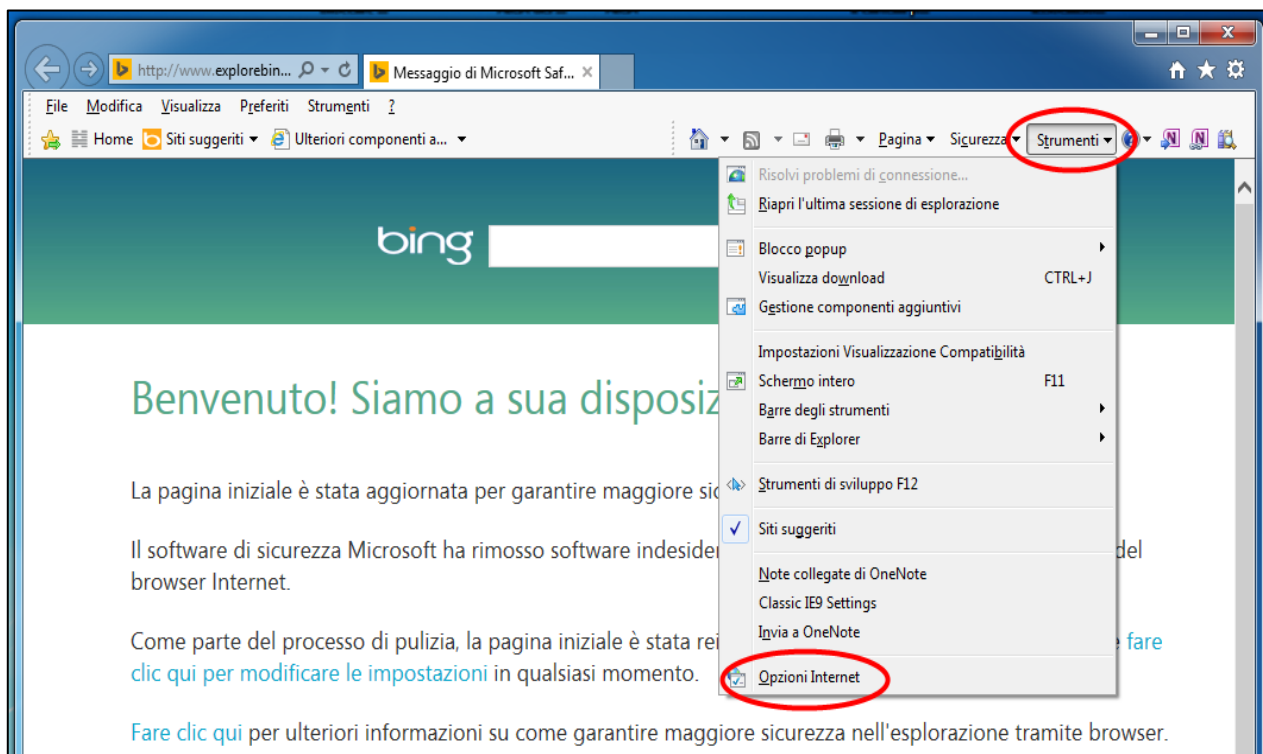 http://www.explorebin...
Messaggio di Microsoft Saf...
File Modifica Visualizza Preferiti Strumenti ?
Home Siti suggeriti Ulteriori componenti a... Pagina Sicurezza Strumenti
Risolvi problemi di connessione...
Riapri l'ultima sessione di esplorazione
Blocco popup
Visualizza download CTRL+J
Gestione componenti aggiuntivi
Impostazioni Visualizzazione Compatibilità
Schermo intero F11
Barre degli strumenti
Barre di Explorer
Strumenti di sviluppo F12
Siti suggeriti
Note collegate di OneNote
Classic IE9 Settings
Invia a OneNote
Opzioni Internet
bing
Benvenuto! Siamo a sua disposiz
La pagina iniziale è stata aggiornata per garantire maggiore sic
Il software di sicurezza Microsoft ha rimosso software indesider del
browser Internet.
Come parte del processo di pulizia, la pagina iniziale è stata rei fare
clic qui per modificare le impostazioni in qualsiasi momento.
Fare clic qui per ulteriori informazioni su come garantire maggiore sicurezza nell'esplorazione tramite browser.